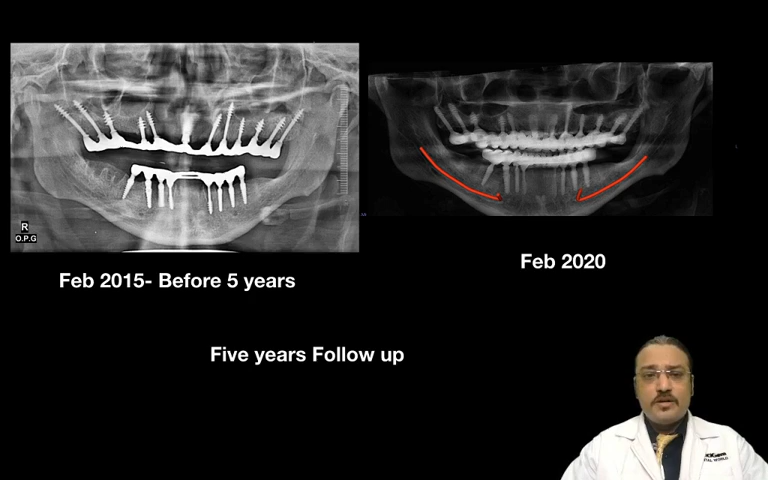 R
O.P.G
Feb 2015- Before 5 years
Feb 2020
Five years Follow up